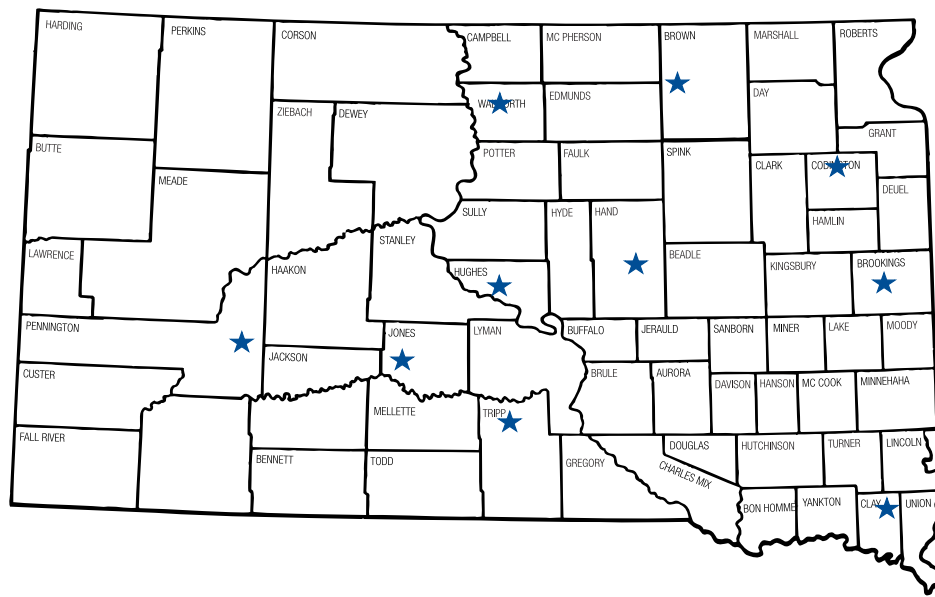 HARDING
PERKINS
CORSON
CAMPBELL
MC PHERSON
BROWN
MARSHALL
ROBERTS
ZIEBACH
DEWEY
WALWORTH
EDMUNDS
DAY
GRANT
BUTTE
MEADE
POTTER
FAULK
SPINK
CLARK
CODINGTON
DEUEL
SULLY
HYDE
HAND
HAMLIN
LAWRENCE
HAAKON
STANLEY
HUGHES
BEADLE
KINGSBURY
BROOKINGS
PENNINGTON
JACKSON
JONES
LYMAN
BUFFALO
JERAULD
SANBORN
MINER
LAKE
MOODY
CUSTER
MELLETTE
TRIPP
BRULE
AURORA
DAVISON
HANSON
MC COOK
MINNEHAHA
FALL RIVER
BENNETT
TODD
GREGORY
CHARLES MIX
DOUGLAS
HUTCHINSON
TURNER
LINCOLN
BON HOMME
YANKTON
CLAY
UNION